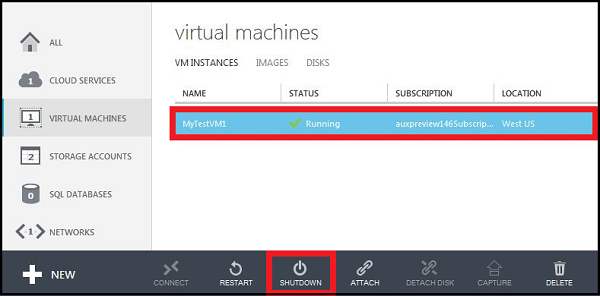 ALL
1 CLOUD SERVICES
1 VIRTUAL MACHINES
2 STORAGE ACCOUNTS
0 SQL DATABASES
1 NETWORKS
virtual machines
VM INSTANCES IMAGES DISKS
NAME STATUS SUBSCRIPTION LOCATION
MyTestVM1 Running auxpreview146Subscrip... West US
NEW CONNECT RESTART SHUTDOWN ATTACH DETACH DISK CAPTURE DELETE